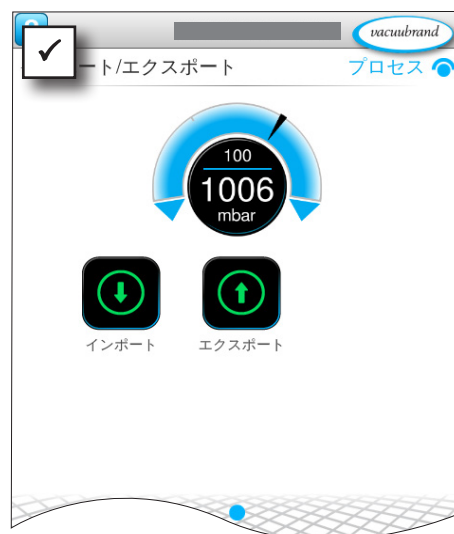 vacuubrand
ート/エクスポート
プロセス
100
1006
mbar
インポート
エクスポート